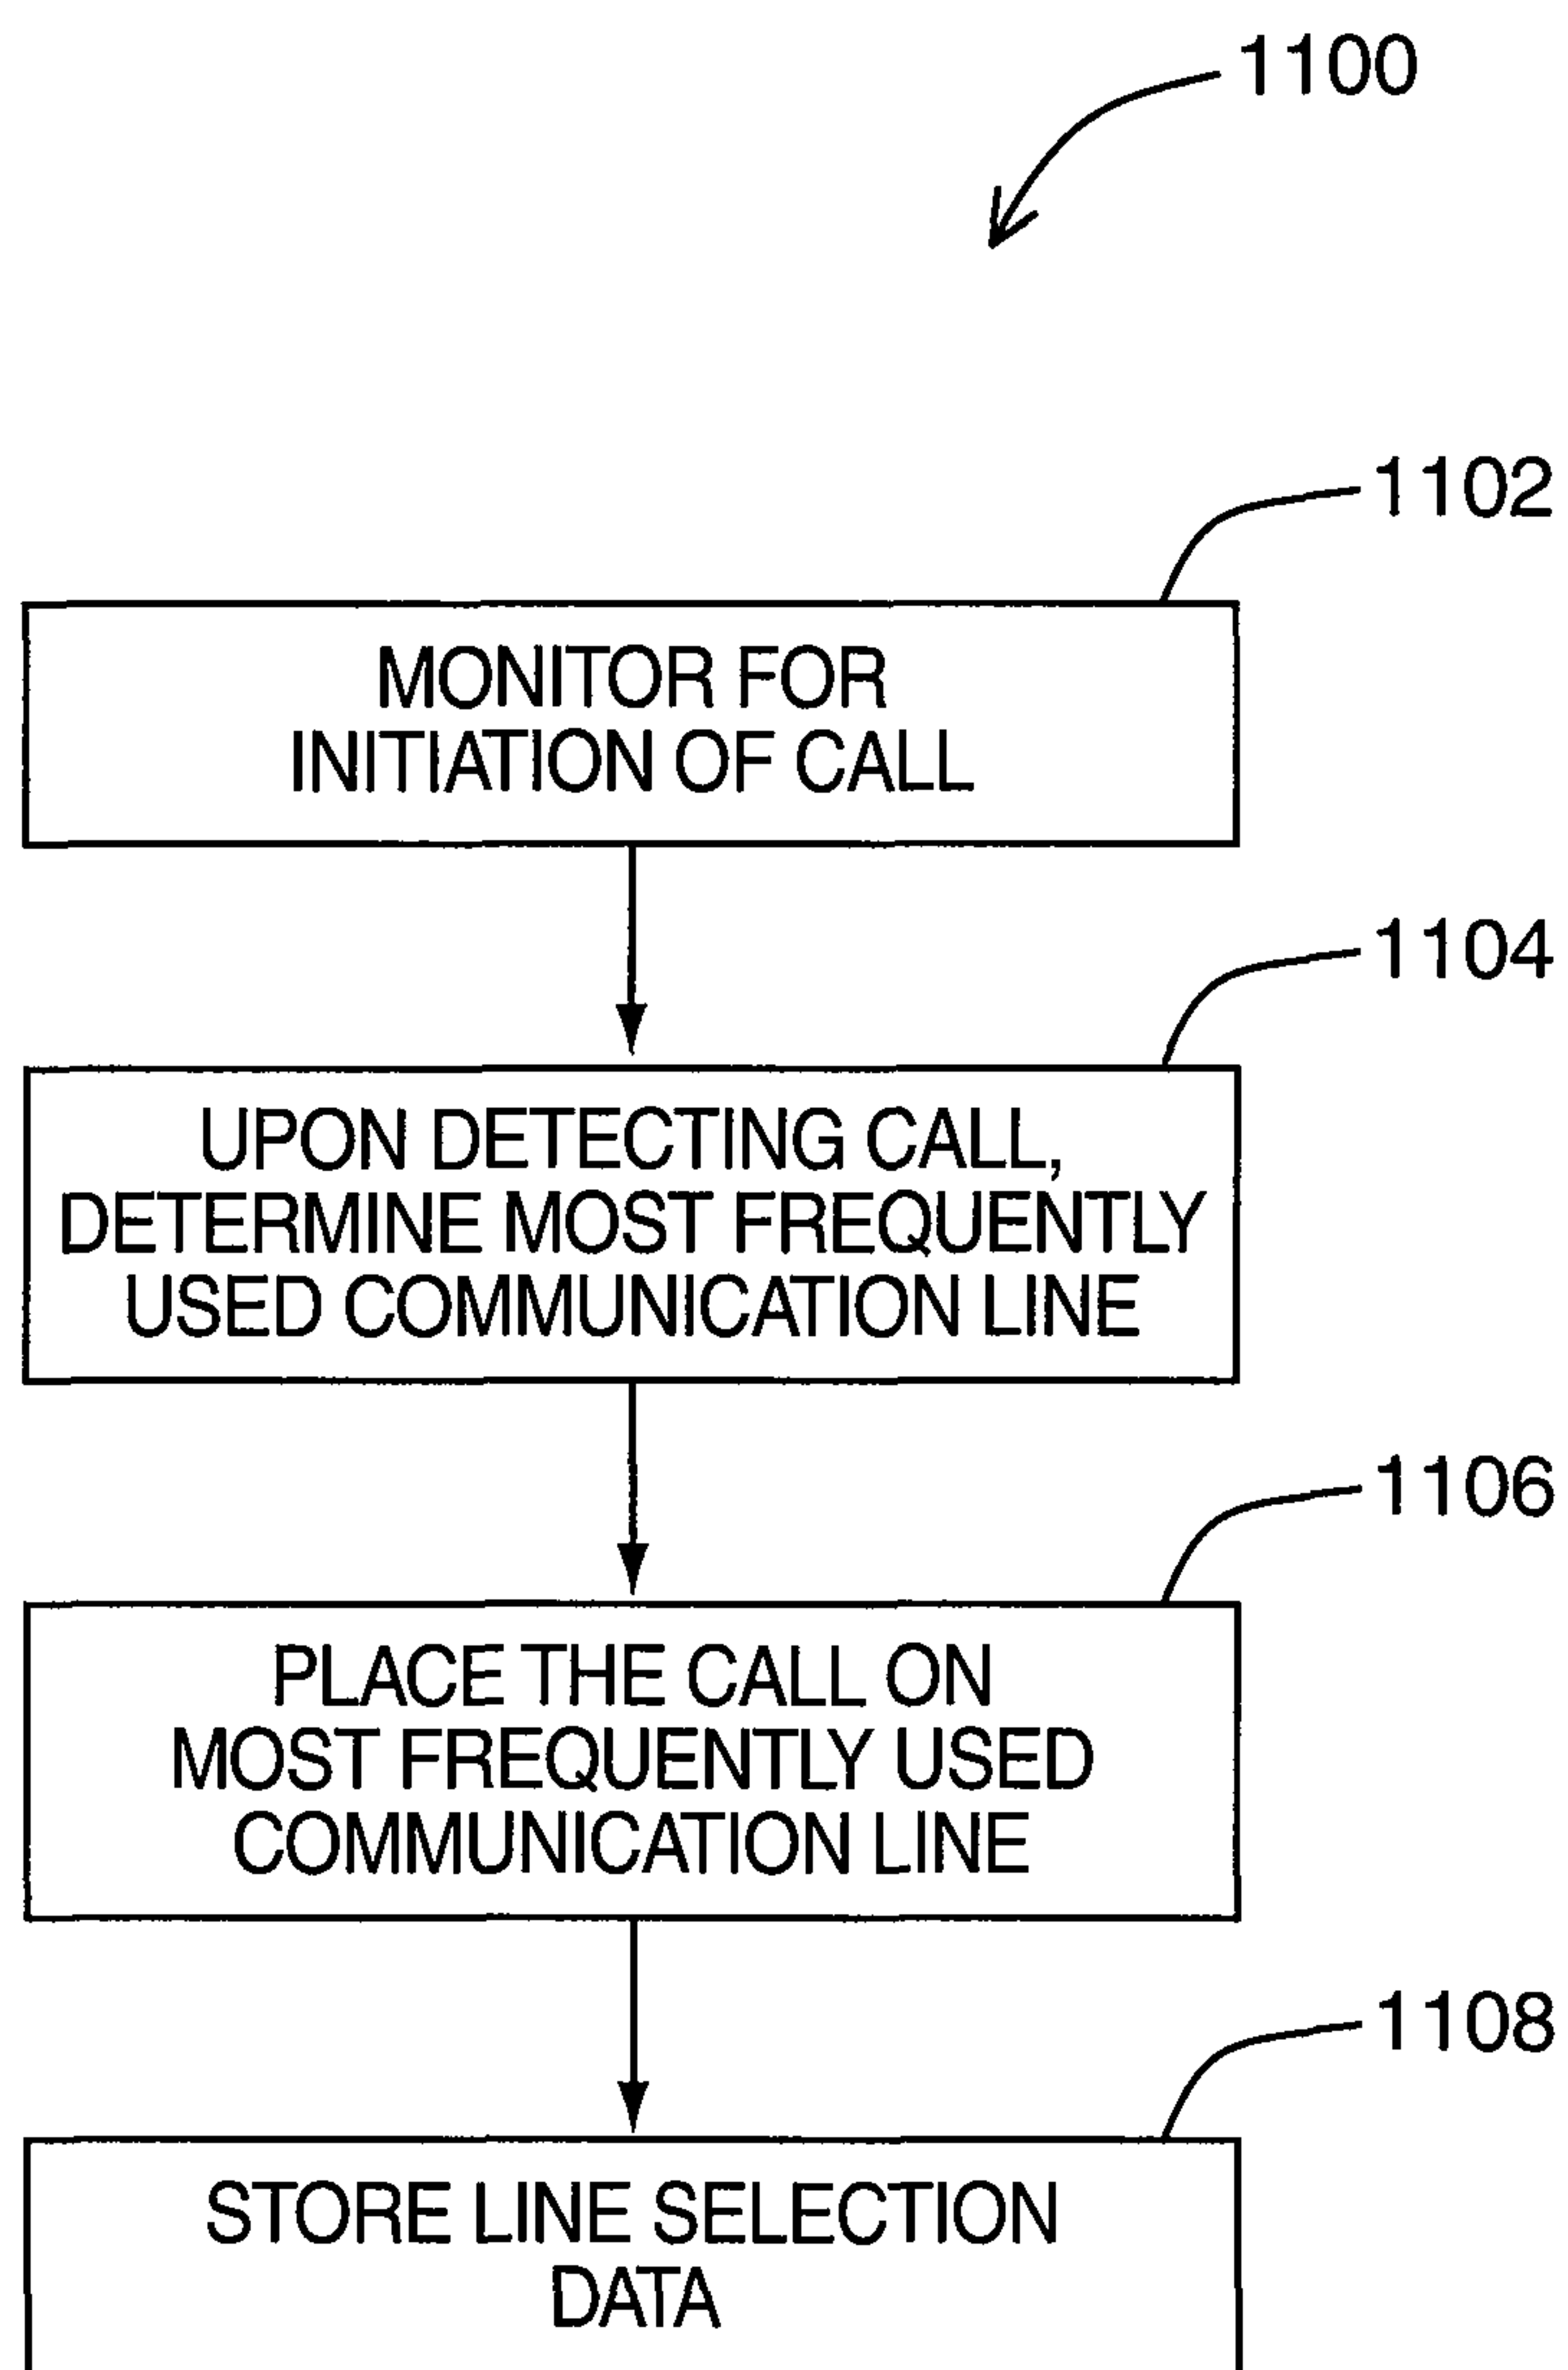 1100
1102
MONITOR FOR
INITIATION OF CALL
1104
UPON DETECTING CALL,
DETERMINE MOST FREQUENTLY
USED COMMUNICATION LINE
1106
PLACE THE CALL ON
MOST FREQUENTLY USED
COMMUNICATION LINE
1108
STORE LINE SELECTION
DATA